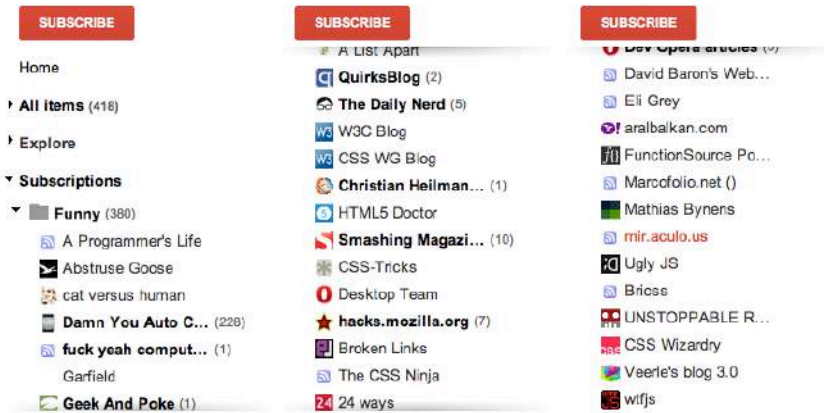 SUBSCRIBE
Home
All items (418)
Explore
Subscriptions
Funny (380)
A Programmer's Life
Abstruse Goose
cat versus human
Damn You Auto C... (228)
fuck yeah comput... (1)
Garfield
Geek And Poke (1)
SUBSCRIBE
A List Apart
QuirksBlog (2)
The Daily Nerd (5)
W3C Blog
CSS WG Blog
Christian Heilman... (1)
HTML5 Doctor
Smashing Magazi... (10)
CSS-Tricks
Desktop Team
hacks.mozilla.org (7)
Broken Links
The CSS Ninja
24 ways
SUBSCRIBE
Dev Opera articles
David Baron's Web...
Eli Grey
aralbalkan.com
FunctionSource Po...
Marcofolio.net ()
Mathias Bynens
mir.aculo.us
Ugly JS
Bricss
UNSTOPPABLE R...
CSS Wizardry
Veerle's blog 3.0
wtfjs